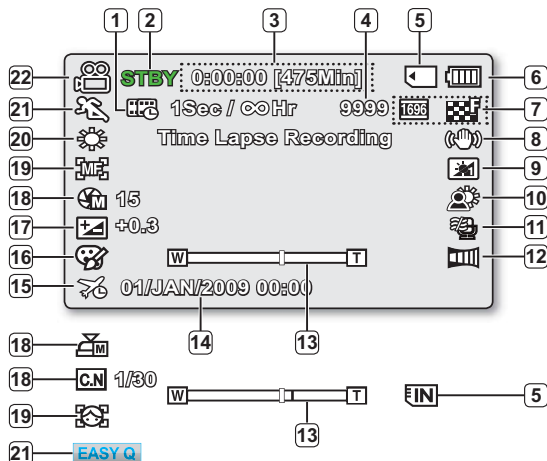 1 2 3 4 5
22 STBY 0:00:00 [475Min] 6
21 1Sec / ∞Hr 9999 1696 F 7
20 Time Lapse Recording 8
19 MF 9
18 M 15 10
17 +0.3 11
16 W T 12
15 01/JAN/2009 00:00
14 13
18 M
18 C.N 1/30 W T IN 5
19 13
21 EASY Q